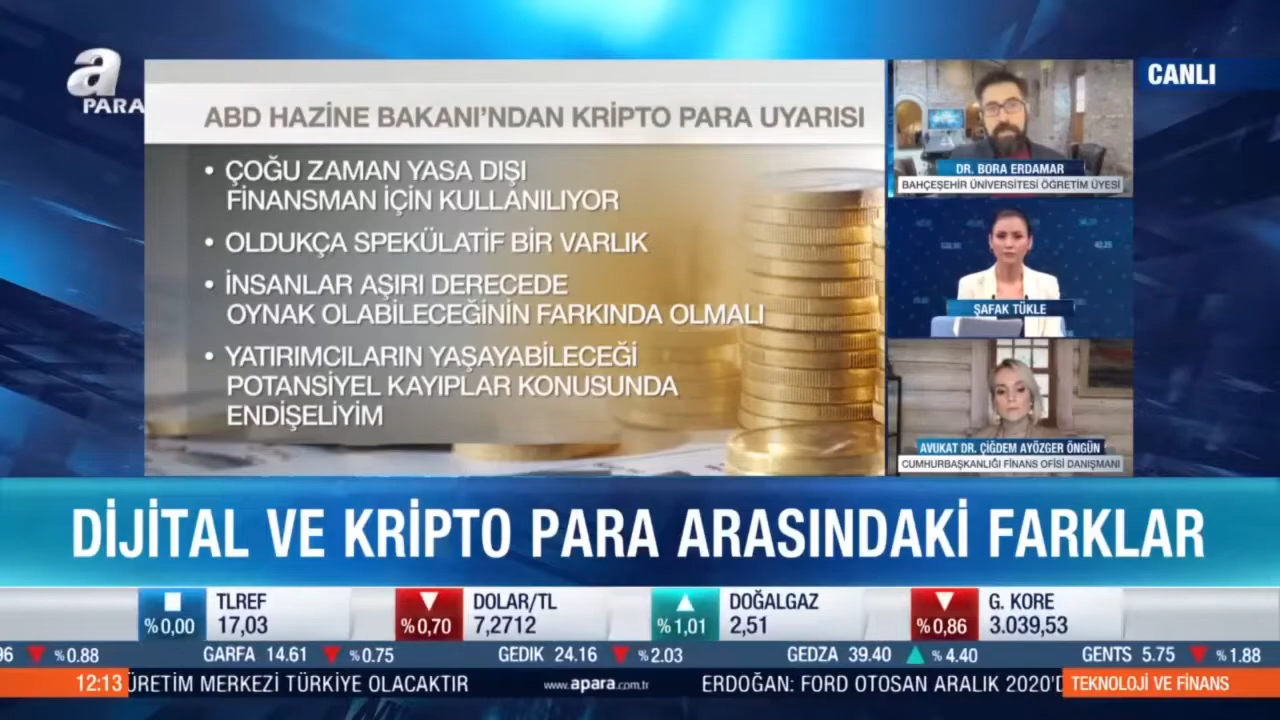 a
PARA
CANLI
ABD HAZİNE BAKANI'NDAN KRİPTO PARA UYARISI
• ÇOĞU ZAMAN YASA DIŞI
FİNANSMAN İÇİN KULLANILIYOR
• OLDUKÇA SPEKÜLATİF BİR VARLIK
• İNSANLAR AŞIRI DERECEDE
OYNAK OLABİLECEĞİNİN FARKINDA OLMALI
• YATIRIMCILARIN YAŞAYABİLECEĞİ
POTANSİYEL KAYIPLAR KONUSUNDA
ENDİŞELİYİM
DR. BORA ERDAMAR
BAHÇEŞEHİR ÜNİVERSİTESİ ÖĞRETİM ÜYESİ
ŞAFAK TÜKLE
AVUKAT DR. ÇİĞDEM AYÖZGER ÖNGÜN
CUMHURBAŞKANLIĞI FİNANS OFİSİ DANIŞMANI
DİJİTAL VE KRİPTO PARA ARASINDAKİ FARKLAR
%0,00 TLREF 17,03
%0,70 DOLAR/TL 7,2712
%1,01 DOĞALGAZ 2,51
%0,86 G. KORE 3.039,53
96 %0.88 GARFA 14.61 %0.75 GEDIK 24.16 %2.03 GEDZA 39.40 %4.40 GENTS 5.75 %1.88
12:13 ÜRETİM MERKEZİ TÜRKİYE OLACAKTIR www.apara.com.tr ERDOĞAN: FORD OTOSAN ARALIK 2020'D TEKNOLOJİ VE FİNANS